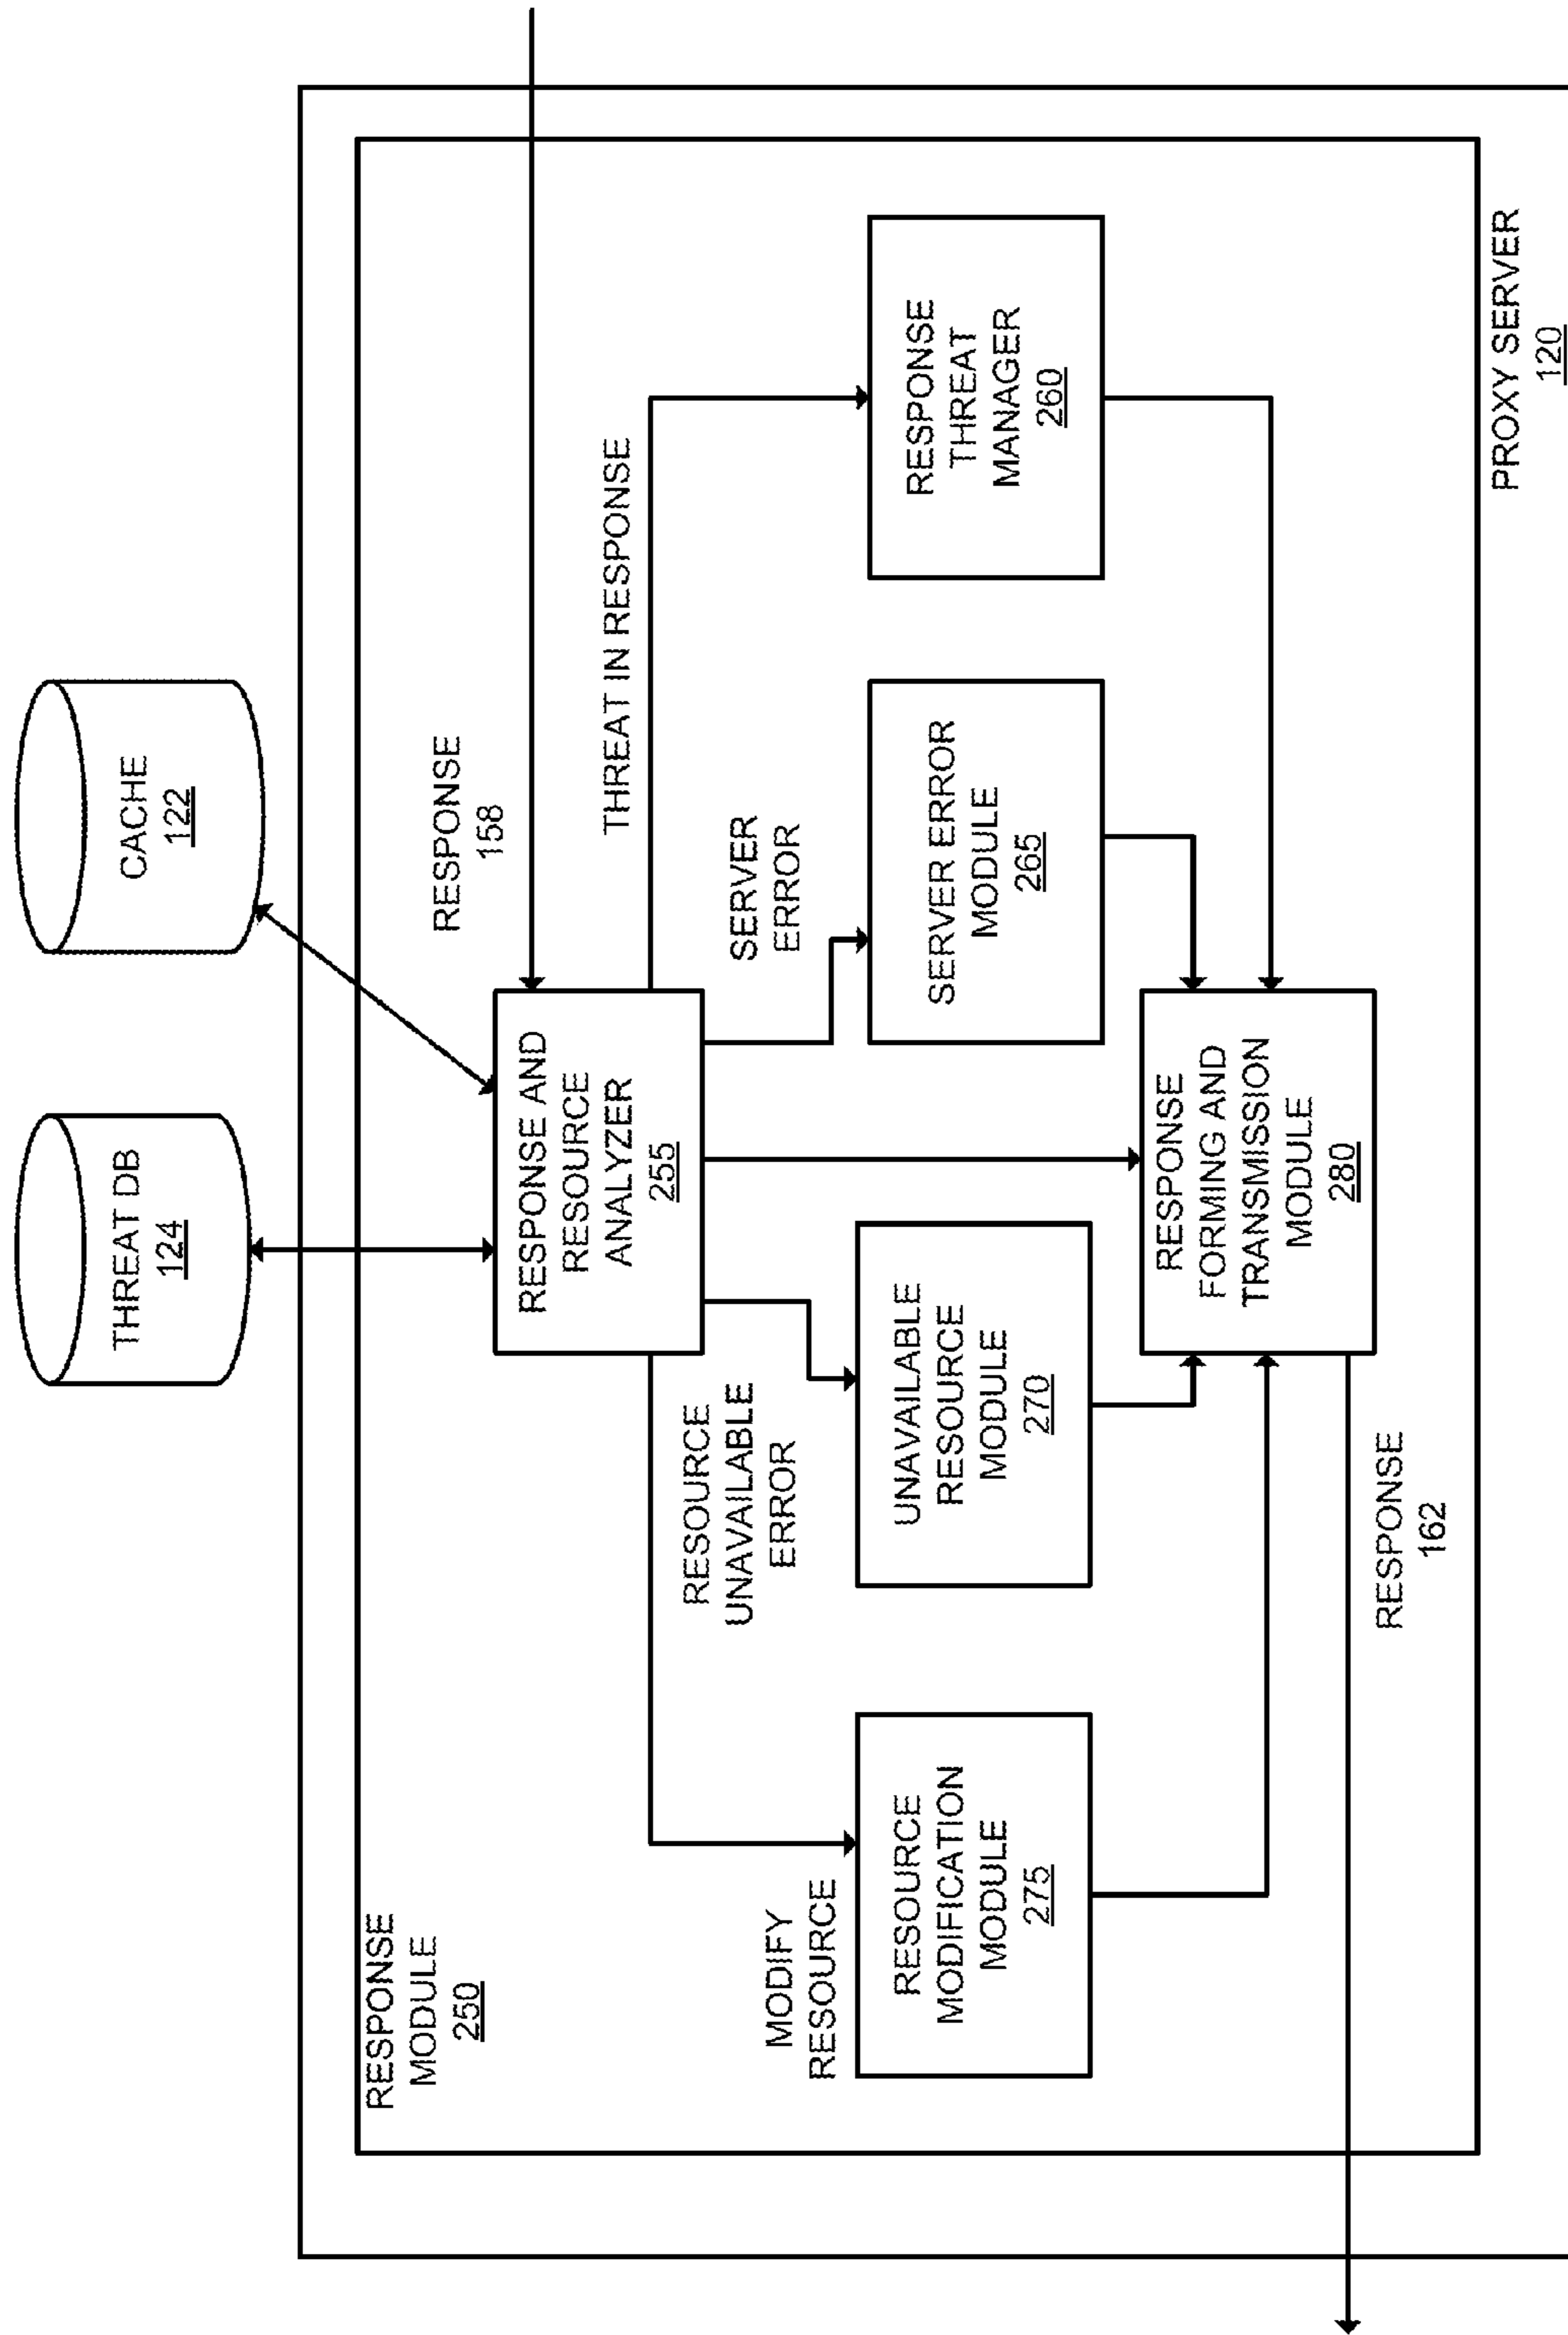 THREAT DB
124
CACHE
122
RESPONSE
MODULE
250
RESPONSE
158
RESPONSE AND
RESOURCE
ANALYZER
255
THREAT IN RESPONSE
SERVER
ERROR
RESOURCE
UNAVAILABLE
ERROR
MODIFY
RESOURCE
RESOURCE
MODIFICATION
MODULE
275
UNAVAILABLE
RESOURCE
MODULE
270
SERVER ERROR
MODULE
265
RESPONSE
THREAT
MANAGER
260
RESPONSE
FORMING AND
TRANSMISSION
MODULE
280
RESPONSE
162
PROXY SERVER
120